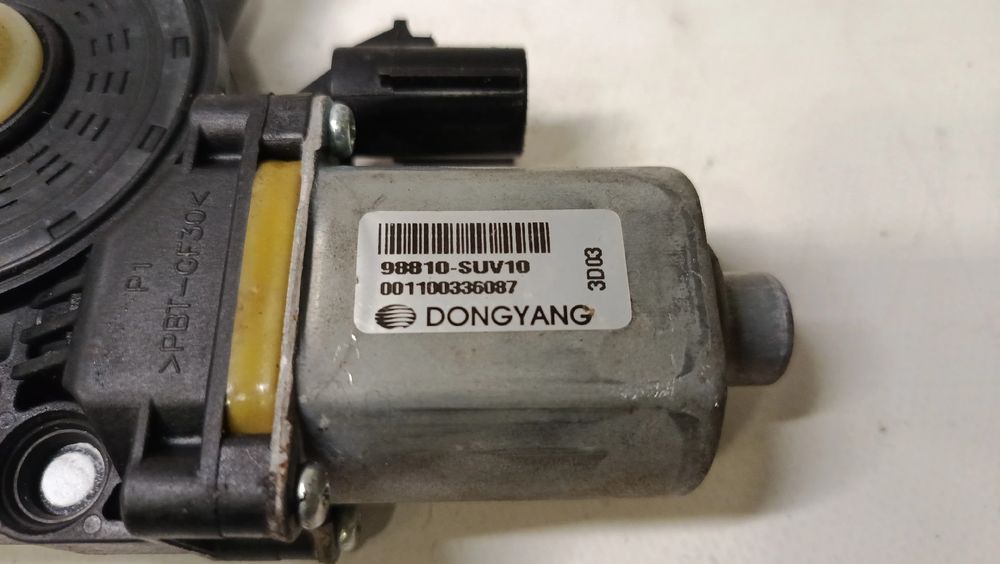 98810-SUV10
001100336087
DONGYANG
3D03
P1
>PBT-GF30<